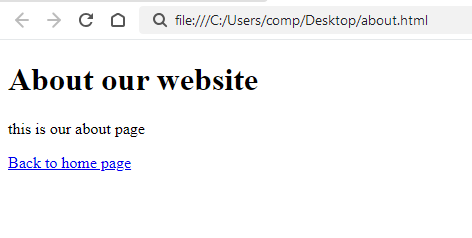 file:///C:/Users/comp/Desktop/about.html
About our website
this is our about page
Back to home page